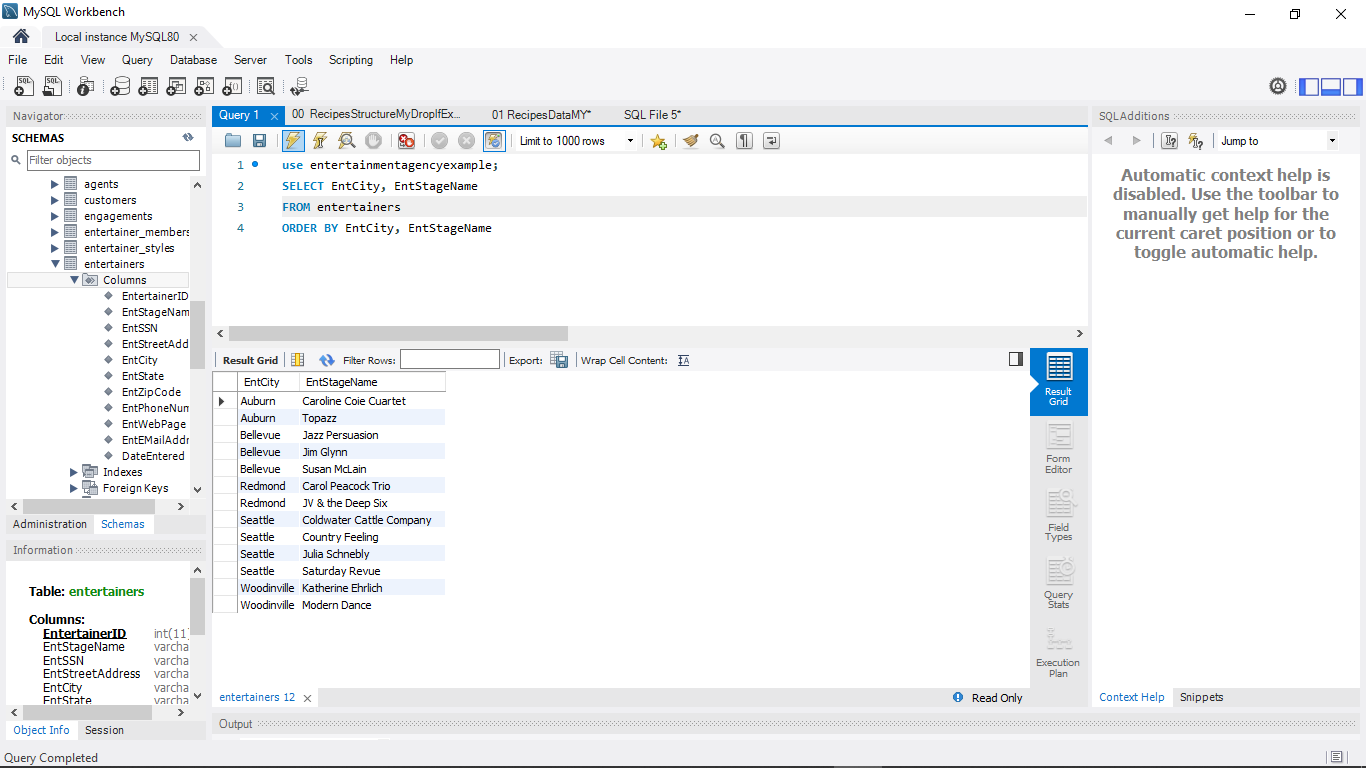 MySQL Workbench
Local instance MySQL80
File Edit View Query Database Server Tools Scripting Help
Navigator
SCHEMAS
Filter objects
agents
customers
engagements
entertainer_members
entertainer_styles
entertainers
Columns
EntertainerID
EntStageNam
EntSSN
EntStreetAdd
EntCity
EntState
EntZipCode
EntPhoneNum
EntWebPage
EntEMailAddr
DateEntered
Indexes
Foreign Keys
Administration Schemas
Information
Table: entertainers
Columns:
EntertainerID int(11)
EntStageName varcha
EntSSN varcha
EntStreetAddress varcha
EntCity varcha
EntState varcha
Object Info Session
Query Completed
Query 1 00 RecipesStructureMyDropIfEx... 01 RecipesDataMY* SQL File 5*
Limit to 1000 rows
1 use entertainmentagencyexample;
2 SELECT EntCity, EntStageName
3 FROM entertainers
4 ORDER BY EntCity, EntStageName
Result Grid Filter Rows: Export: Wrap Cell Content:
EntCity EntStageName
Auburn Caroline Coie Cuartet
Auburn Topazz
Bellevue Jazz Persuasion
Bellevue Jim Glynn
Bellevue Susan McLain
Redmond Carol Peacock Trio
Redmond JV & the Deep Six
Seattle Coldwater Cattle Company
Seattle Country Feeling
Seattle Julia Schnebly
Seattle Saturday Revue
Woodinville Katherine Ehrlich
Woodinville Modern Dance
Result
Grid
Form
Editor
Field
Types
Query
Stats
Execution
Plan
entertainers 12 Read Only
Output
SQLAdditions
Jump to
Automatic context help is
disabled. Use the toolbar to
manually get help for the
current caret position or to
toggle automatic help.
Context Help Snippets